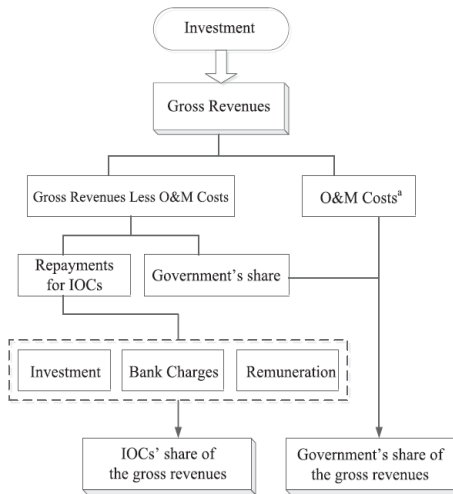 Investment
Gross Revenues
Gross Revenues Less O&M Costs
O&M Costsᵃ
Repayments
for IOCs
Government's share
Investment
Bank Charges
Remuneration
IOCs' share of
the gross revenues
Government's share of
the gross revenues